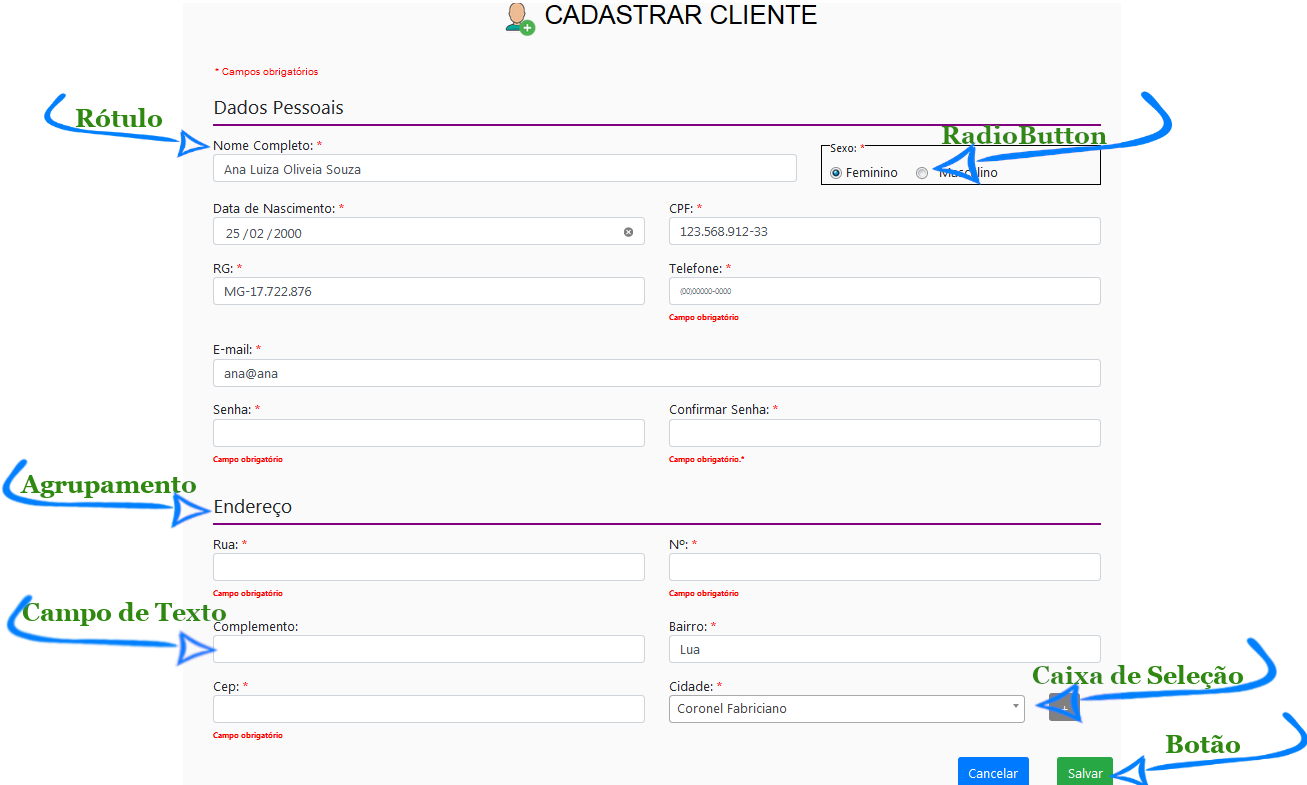 CADASTRAR CLIENTE
* Campos obrigatórios
Dados Pessoais
Rótulo
RadioButton
Nome Completo: *
Sexo: *
Ana Luiza Oliveia Souza
Feminino
Data de Nascimento: *
CPF: *
25 /02 /2000
123.568.912-33
RG: *
Telefone: *
MG-17.722.876
(00)00000-0000
Campo obrigatório
E-mail: *
ana@ana
Senha: *
Confirmar Senha: *
Campo obrigatório
Campo obrigatório.*
Agrupamento
Endereço
Rua: *
Nº: *
Campo obrigatório
Campo obrigatório
Campo de Texto
Complemento:
Bairro: *
Lua
Caixa de Seleção
Cep: *
Cidade: *
Coronel Fabriciano
Campo obrigatório
Botão
Cancelar
Salvar